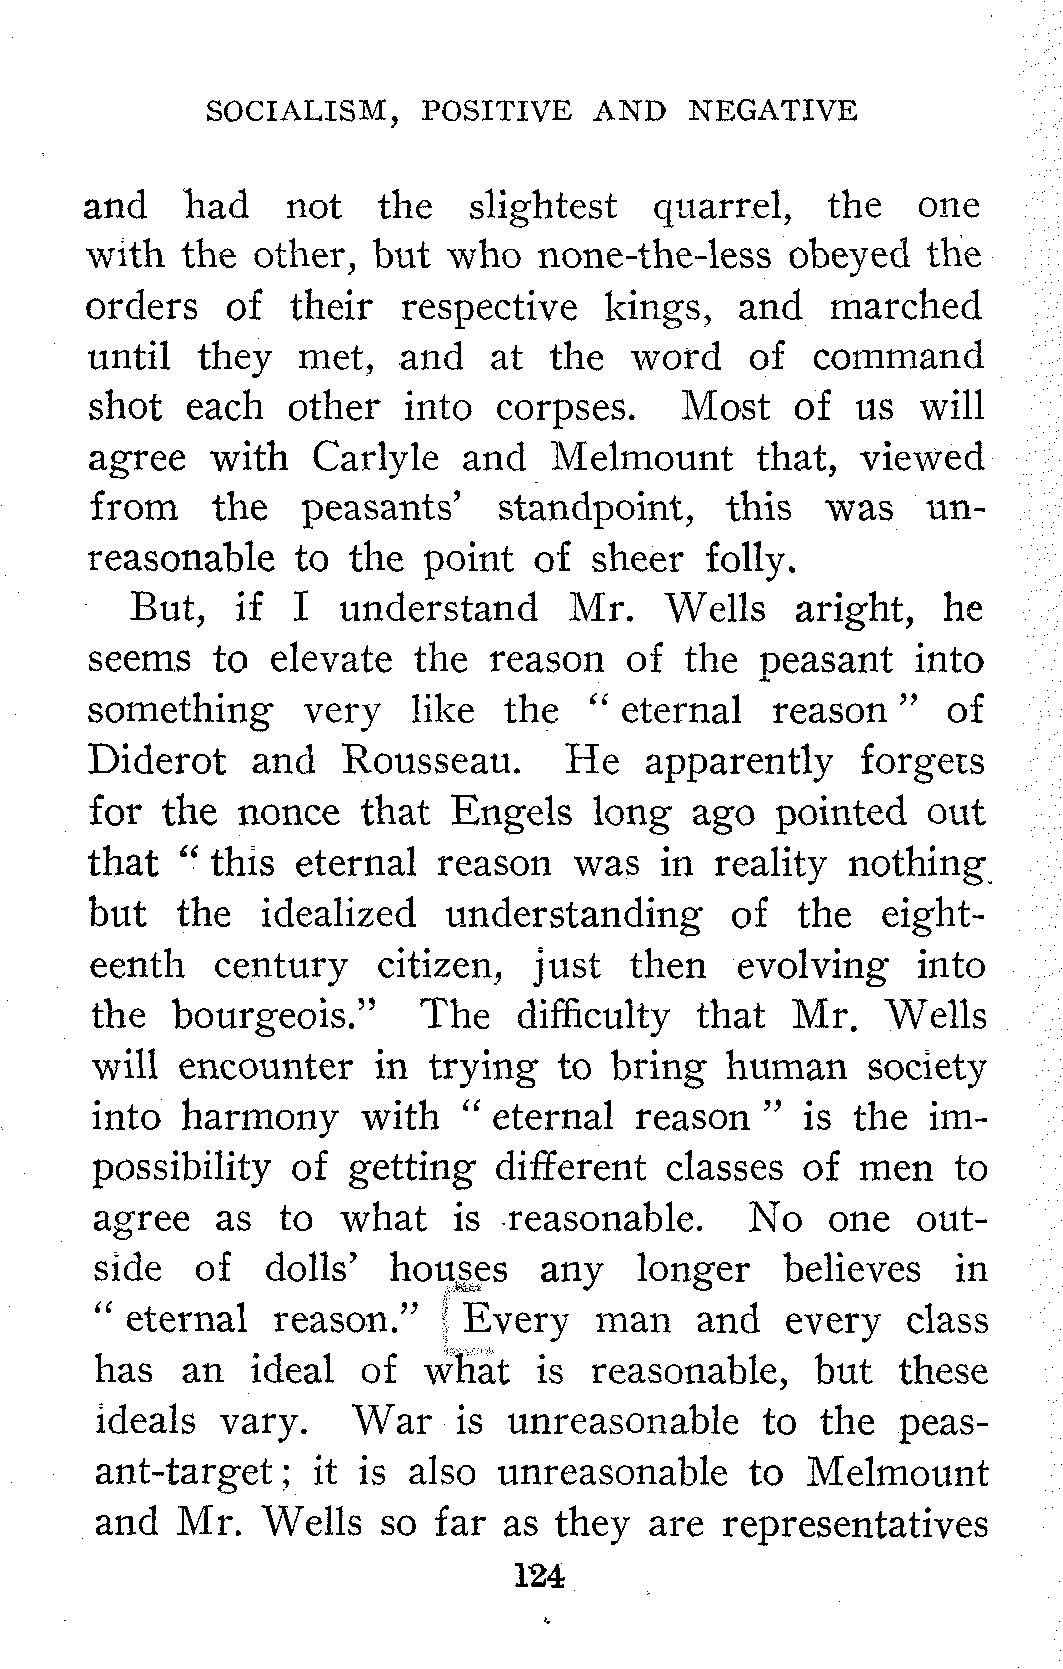 SOCIALISM, POSITIVE AND NEGATIVE
and had not the slightest quarrel, the one
with the other, but who none-the-less obeyed the
orders of their respective kings, and marched
until they met, and at the word of command
shot each other into corpses. Most of us will
agree with Carlyle and Melmount that, viewed
from the peasants' standpoint, this was un-
reasonable to the point of sheer folly.
But, if I understand Mr. Wells aright, he
seems to elevate the reason of the peasant into
something very like the " eternal reason " of
Diderot and Rousseau. He apparently forgets
for the nonce that Engels long ago pointed out
that " this eternal reason was in reality nothing
but the idealized understanding of the eight-
eenth century citizen, just then evolving into
the bourgeois." The difficulty that Mr. Wells
will encounter in trying to bring human society
into harmony with " eternal reason " is the im-
possibility of getting different classes of men to
agree as to what is reasonable. No one out-
side of dolls' houses any longer believes in
" eternal reason." Every man and every class
has an ideal of what is reasonable, but these
ideals vary. War is unreasonable to the peas-
ant-target; it is also unreasonable to Melmount
and Mr. Wells so far as they are representatives
124